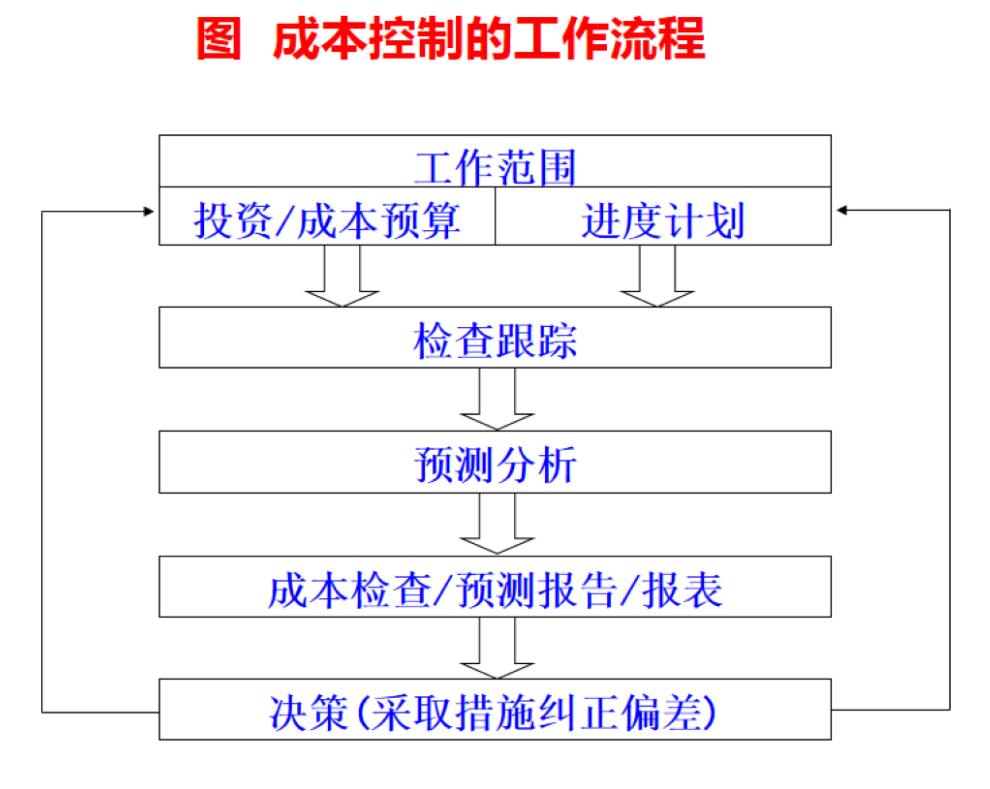 图 成本控制的工作流程
工作范围
投资/成本预算
进度计划
检查跟踪
预测分析
成本检查/预测报告/报表
决策(采取措施纠正偏差)